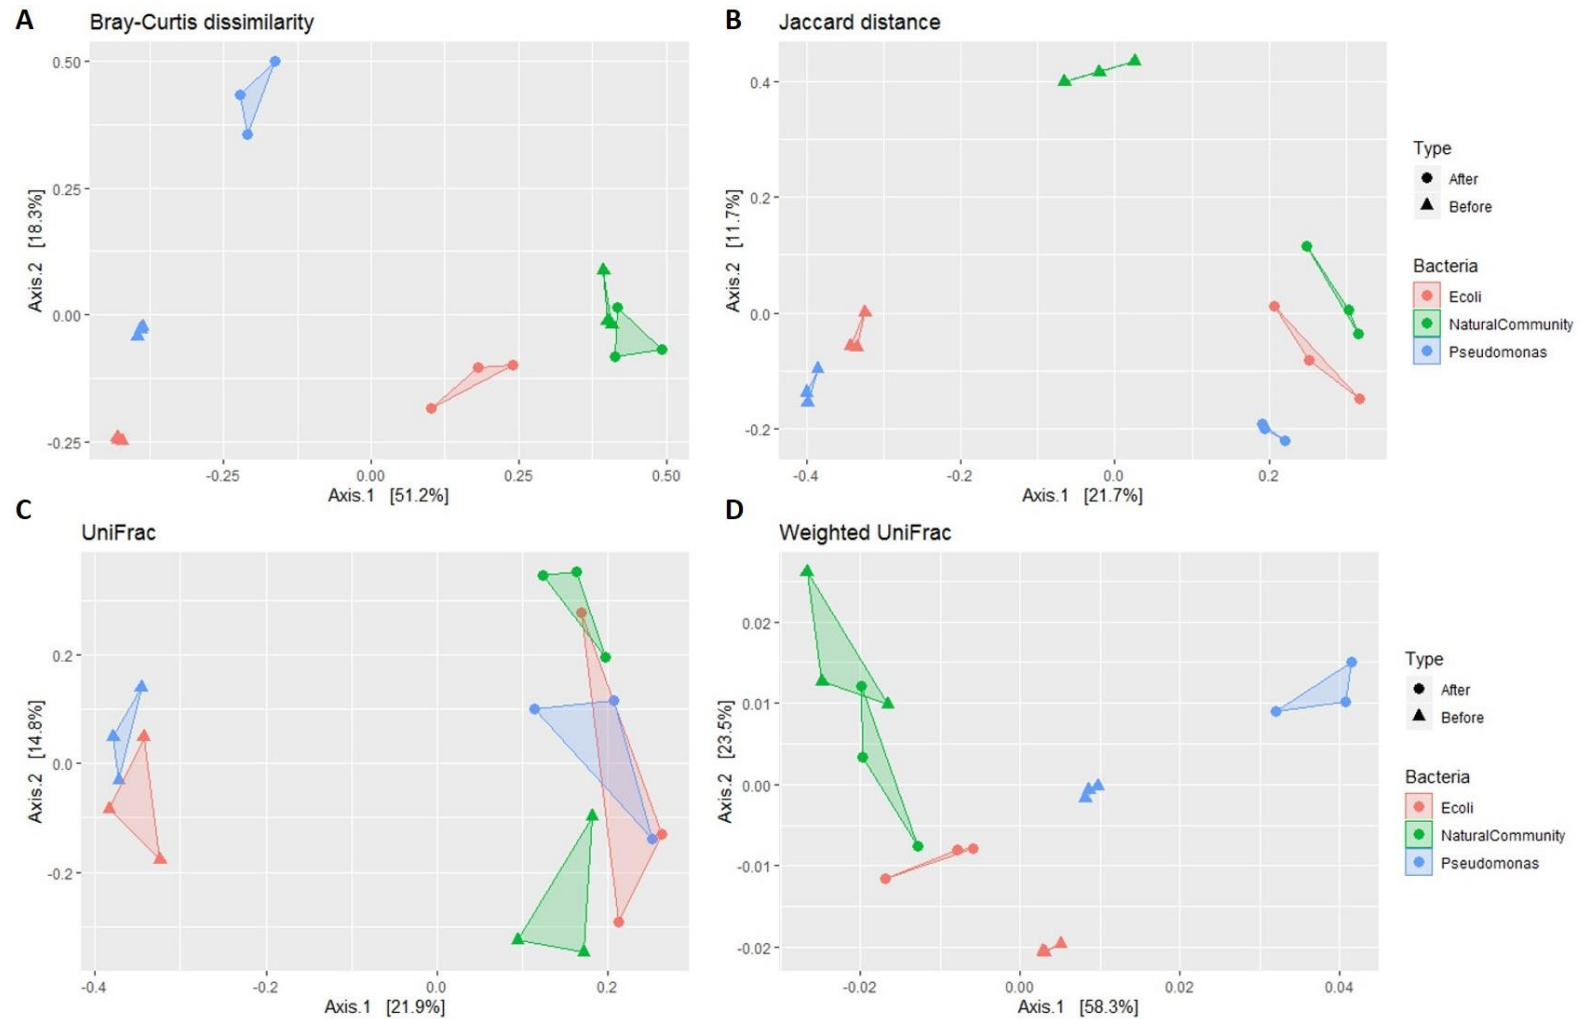 A
Bray-Curtis dissimilarity
0.50
0.25
0.00
-0.25
Axis.2 [18.3%]
-0.25
0.00
0.25
0.50
Axis.1 [51.2%]
B
Jaccard distance
0.4
0.2
0.0
-0.2
Axis.2 [11.7%]
-0.4
-0.2
0.0
0.2
Axis.1 [21.7%]
Type
After
Before
Bacteria
Ecoli
NaturalCommunity
Pseudomonas
C
UniFrac
0.2
0.0
-0.2
Axis.2 [14.8%]
-0.4
-0.2
0.0
0.2
Axis.1 [21.9%]
D
Weighted UniFrac
0.02
0.01
0.00
-0.01
-0.02
Axis.2 [23.5%]
-0.02
0.00
0.02
0.04
Axis.1 [58.3%]
Type
After
Before
Bacteria
Ecoli
NaturalCommunity
Pseudomonas